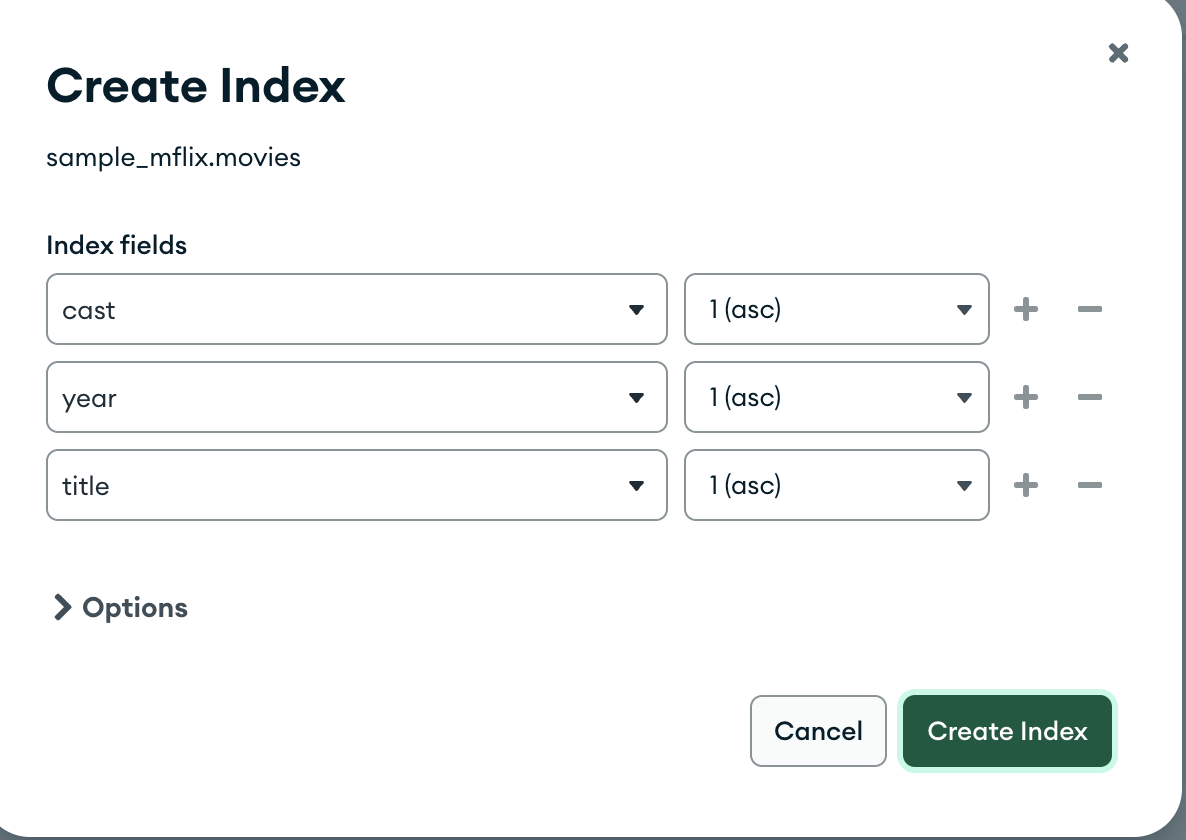 Create Index
sample_mflix.movies
Index fields
cast 1 (asc)
year 1 (asc)
title 1 (asc)
Options
Cancel Create Index